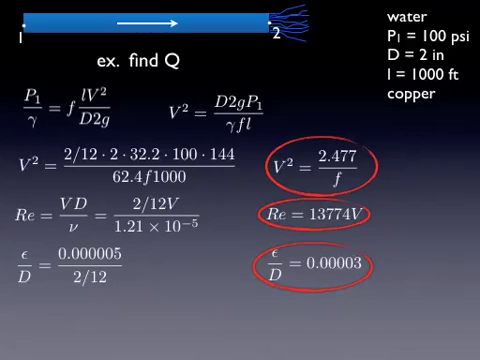 1
2
water
P₁ = 100 psi
D = 2 in
l = 1000 ft
copper
ex. find Q
P₁/γ = f lV²/D2g
V² = D2gP₁/γfl
V² = 2/12 · 2 · 32.2 · 100 · 144/62.4f1000
V² = 2.477/f
Re = VD/ν = 2/12V/1.21 × 10⁻⁵
Re = 13774V
ϵ/D = 0.000005/2/12
ϵ/D = 0.00003